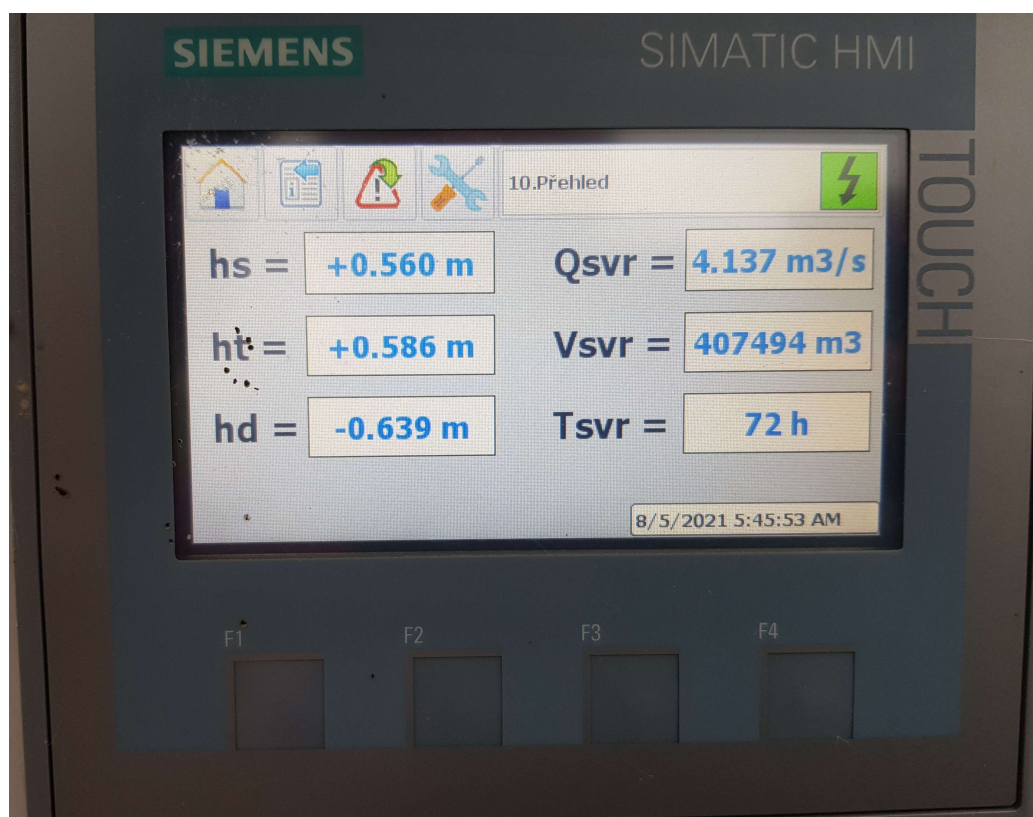 SIEMENS
SIMATIC HMI
TOUCH
10.Přehled
hs = +0.560 m
Qsvr = 4.137 m3/s
ht = +0.586 m
Vsvr = 407494 m3
hd = -0.639 m
Tsvr = 72 h
8/5/2021 5:45:53 AM
F1 F2 F3 F4